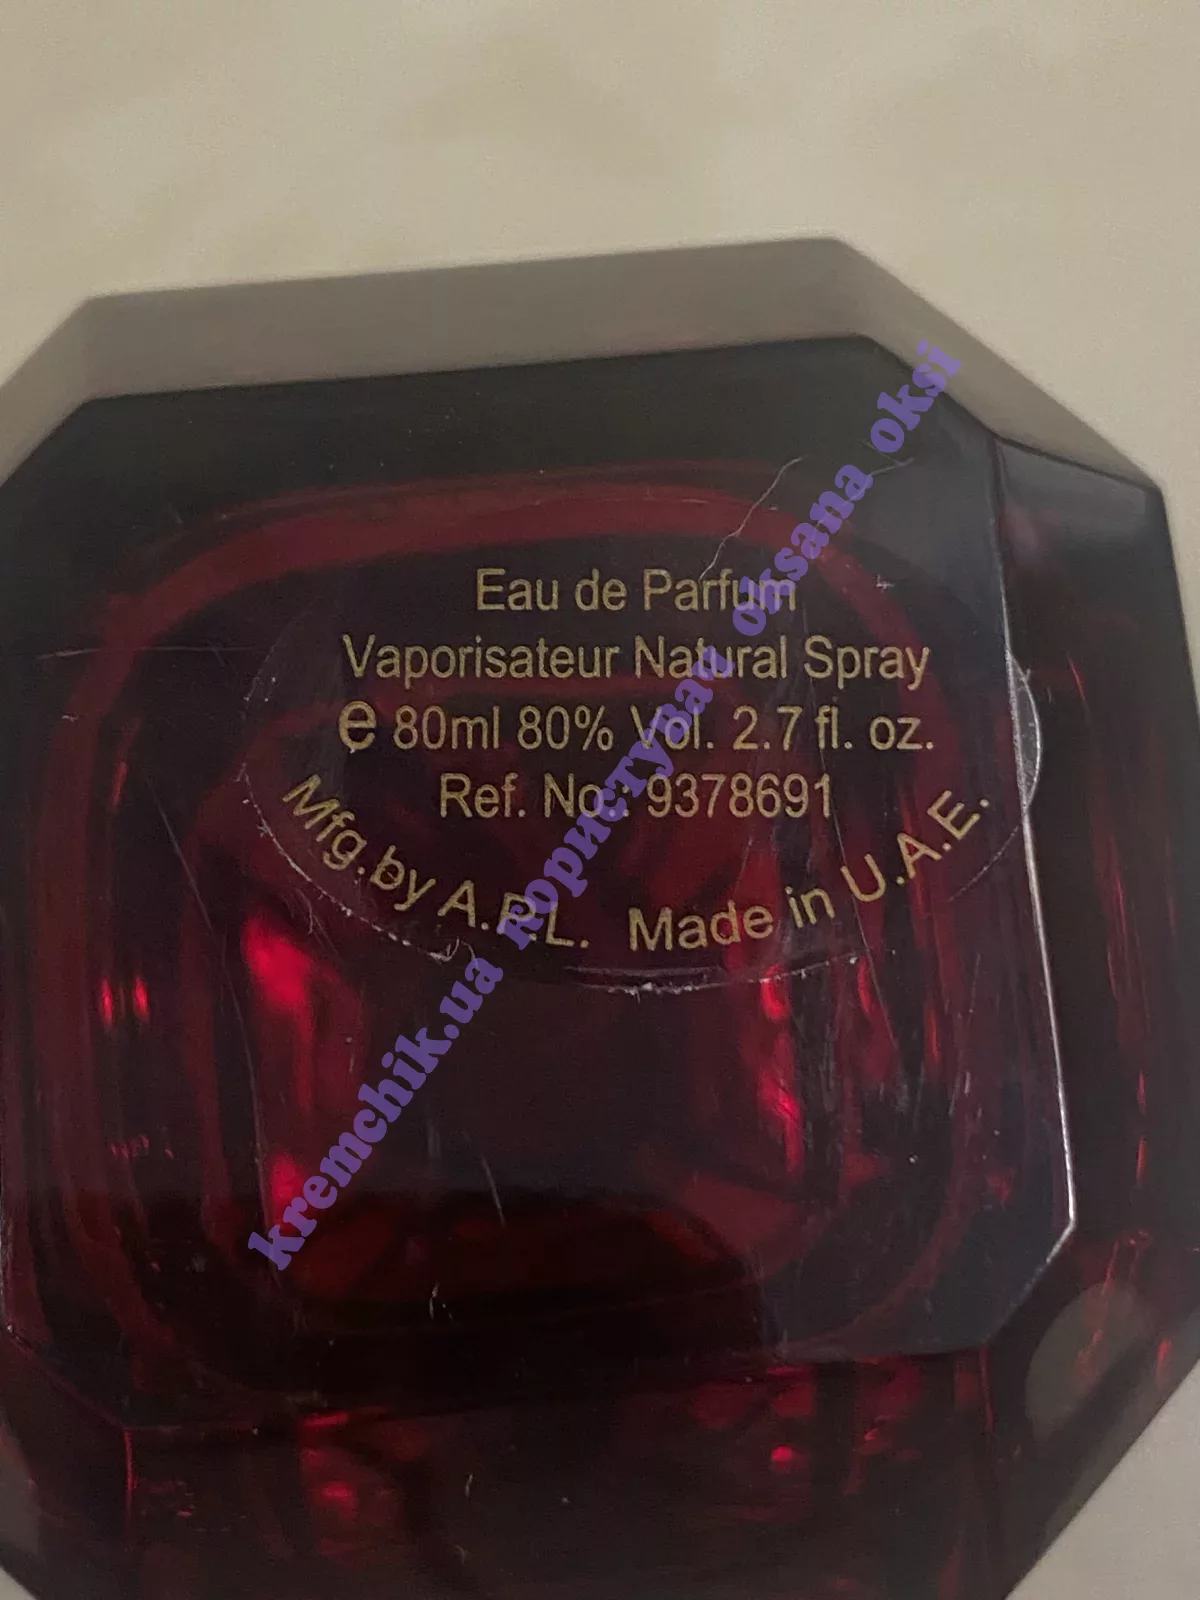 Eau de Parfum
Vaporisateur Natural Spray
e 80ml 80% Vol. 2.7 fl. oz.
Ref. No.: 9378691
Mfg.by A.P.L. Made in U.A.E.
kremchik.ua користувач oksana oksi